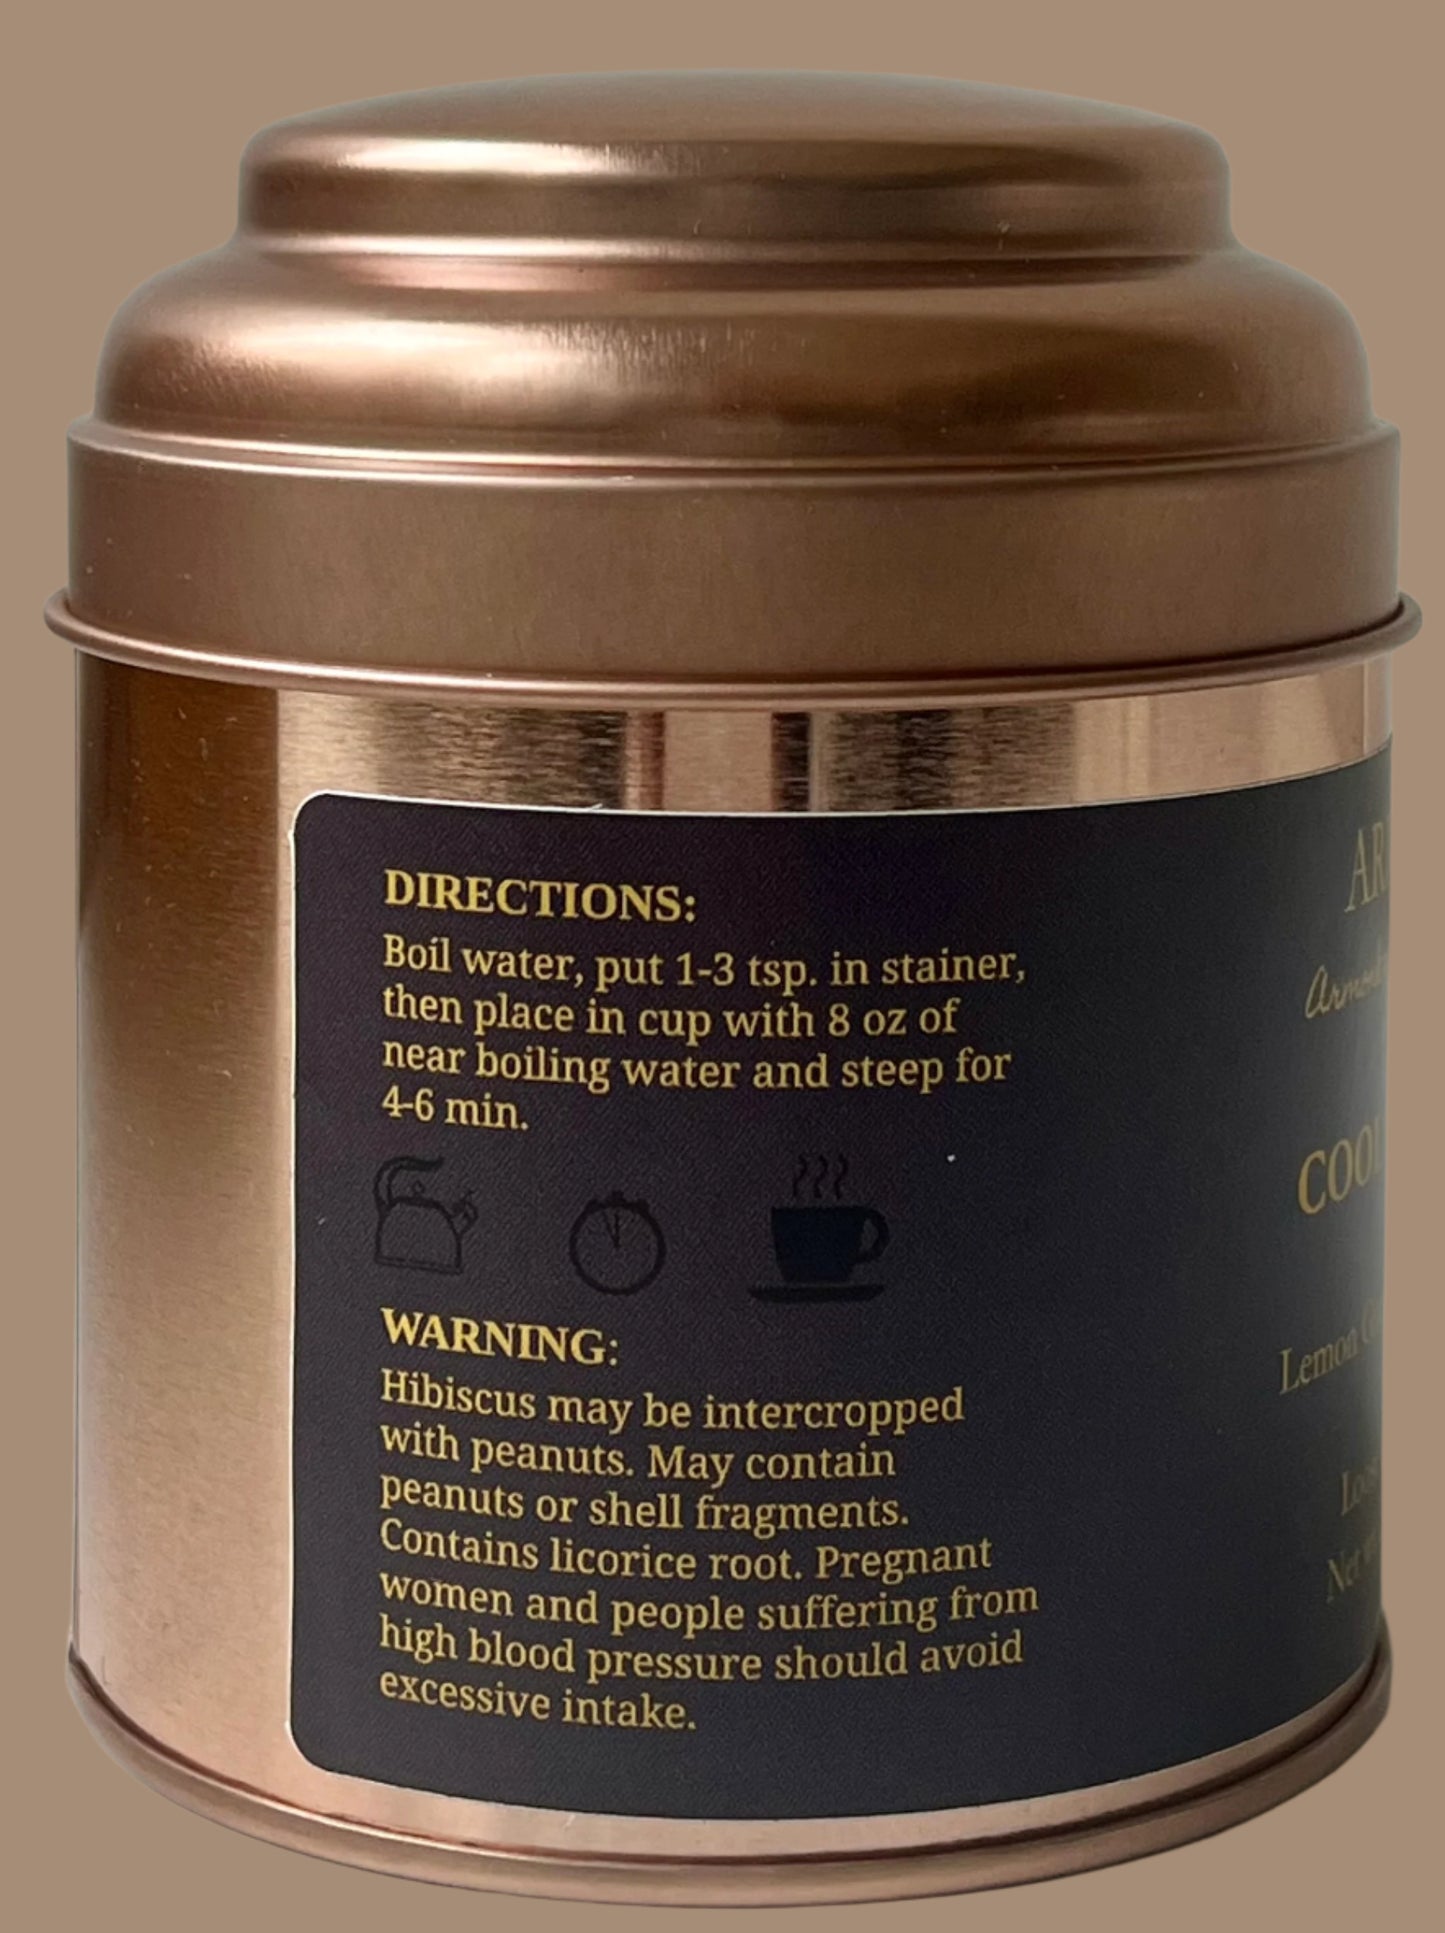 DIRECTIONS:
Boil water, put 1-3 tsp. in stainer,
then place in cup with 8 oz of
near boiling water and steep for
4-6 min.
WARNING:
Hibiscus may be intercropped
with peanuts. May contain
peanuts or shell fragments.
Contains licorice root. Pregnant
women and people suffering from
high blood pressure should avoid
excessive intake.
Lemon
Net